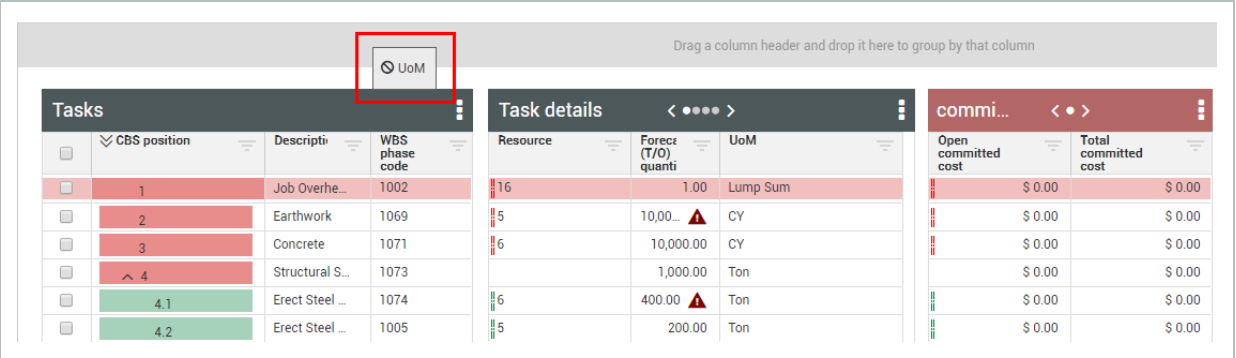 Drag a column header and drop it here to group by that column
UoM
Tasks
Task details
commi...
CBS position Descripti WBS phase code Resource Foreca (T/O) quanti UoM Open committed cost Total committed cost
1 Job Overhe... 1002 16 1.00 Lump Sum $ 0.00 $ 0.00
2 Earthwork 1069 5 10,00... CY $ 0.00 $ 0.00
3 Concrete 1071 6 10,000.00 CY $ 0.00 $ 0.00
4 Structural S... 1073 1,000.00 Ton $ 0.00 $ 0.00
4.1 Erect Steel ... 1074 6 400.00 Ton $ 0.00 $ 0.00
4.2 Erect Steel ... 1005 5 200.00 Ton $ 0.00 $ 0.00